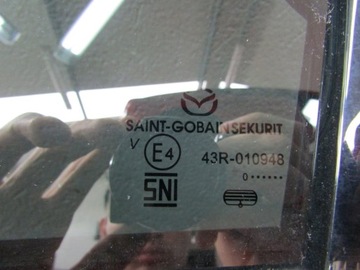 SAINT-GOBAIN SEKURIT
V E4 43R-010948
0······
SNI